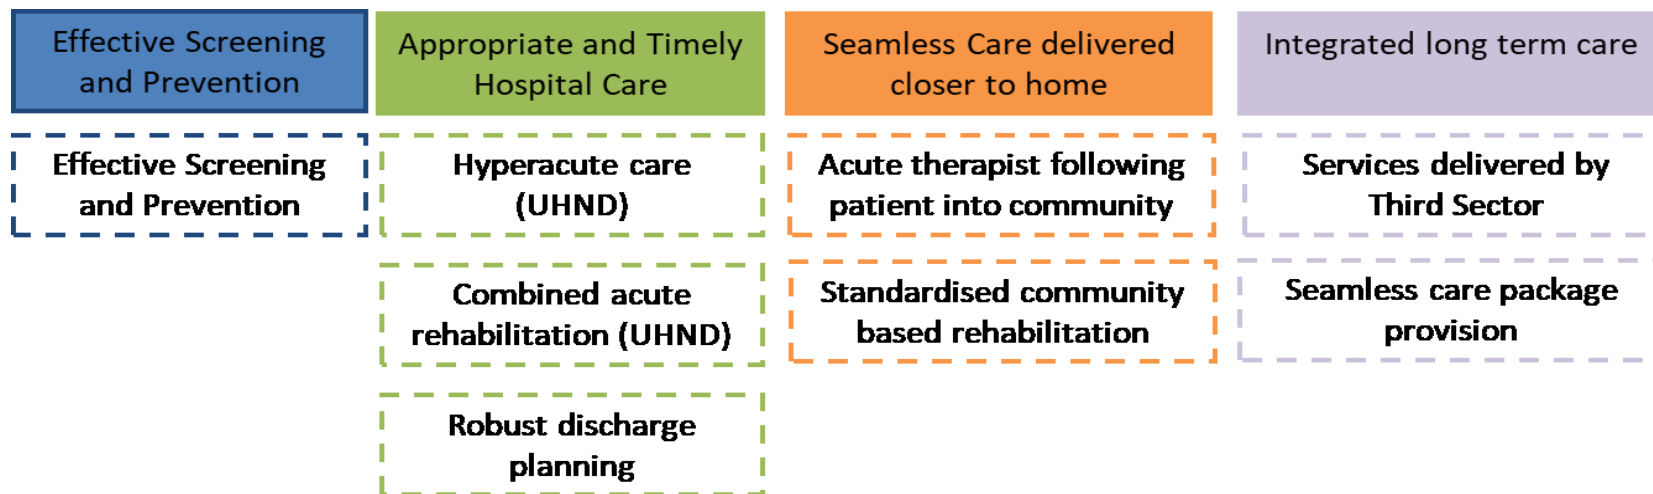 Effective Screening
and Prevention
Appropriate and Timely
Hospital Care
Seamless Care delivered
closer to home
Integrated long term care
Effective Screening
and Prevention
Hyperacute care
(UHND)
Acute therapist following
patient into community
Services delivered by
Third Sector
Combined acute
rehabilitation (UHND)
Standardised community
based rehabilitation
Seamless care package
provision
Robust discharge
planning